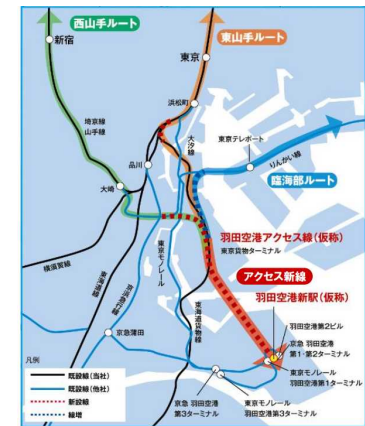 西山手ルート
新宿
東山手ルート
東京
浜松町
埼京線
山手線
大汐線
品川
東京テレポート
りんかい線
臨海部ルート
大崎
羽田空港アクセス線（仮称）
東京貨物ターミナル
アクセス新線
羽田空港新駅（仮称）
横須賀線
東海道線
京浜急行線
東京モノレール
東海道貨物線
羽田空港第2ビル
京急 羽田空港
第1・第2ターミナル
京急蒲田
東京モノレール
羽田空港第1ターミナル
京急 羽田空港
第3ターミナル
東京モノレール
羽田空港第3ターミナル
凡例
既設線（当社）
既設線（他社）
新設線
線増